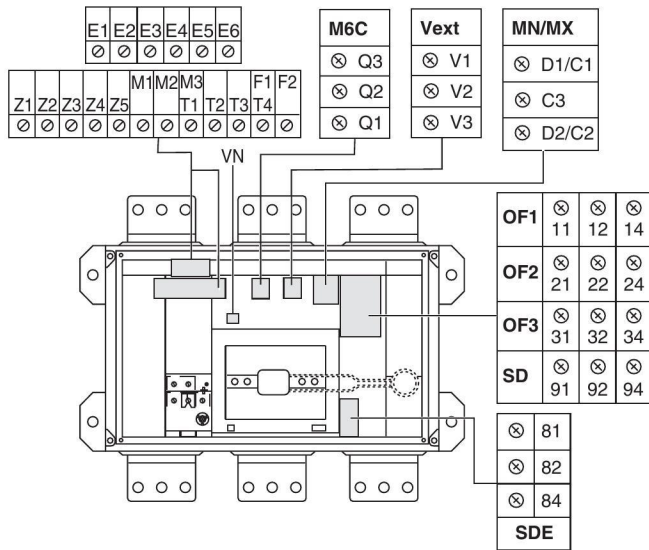 E1 E2 E3 E4 E5 E6
M1 M2 M3 F1 F2
Z1 Z2 Z3 Z4 Z5 T1 T2 T3 T4
VN
M6C
Q3
Q2
Q1
Vext
V1
V2
V3
MN/MX
D1/C1
C3
D2/C2
OF1 11 12 14
OF2 21 22 24
OF3 31 32 34
SD 91 92 94
81
82
84
SDE